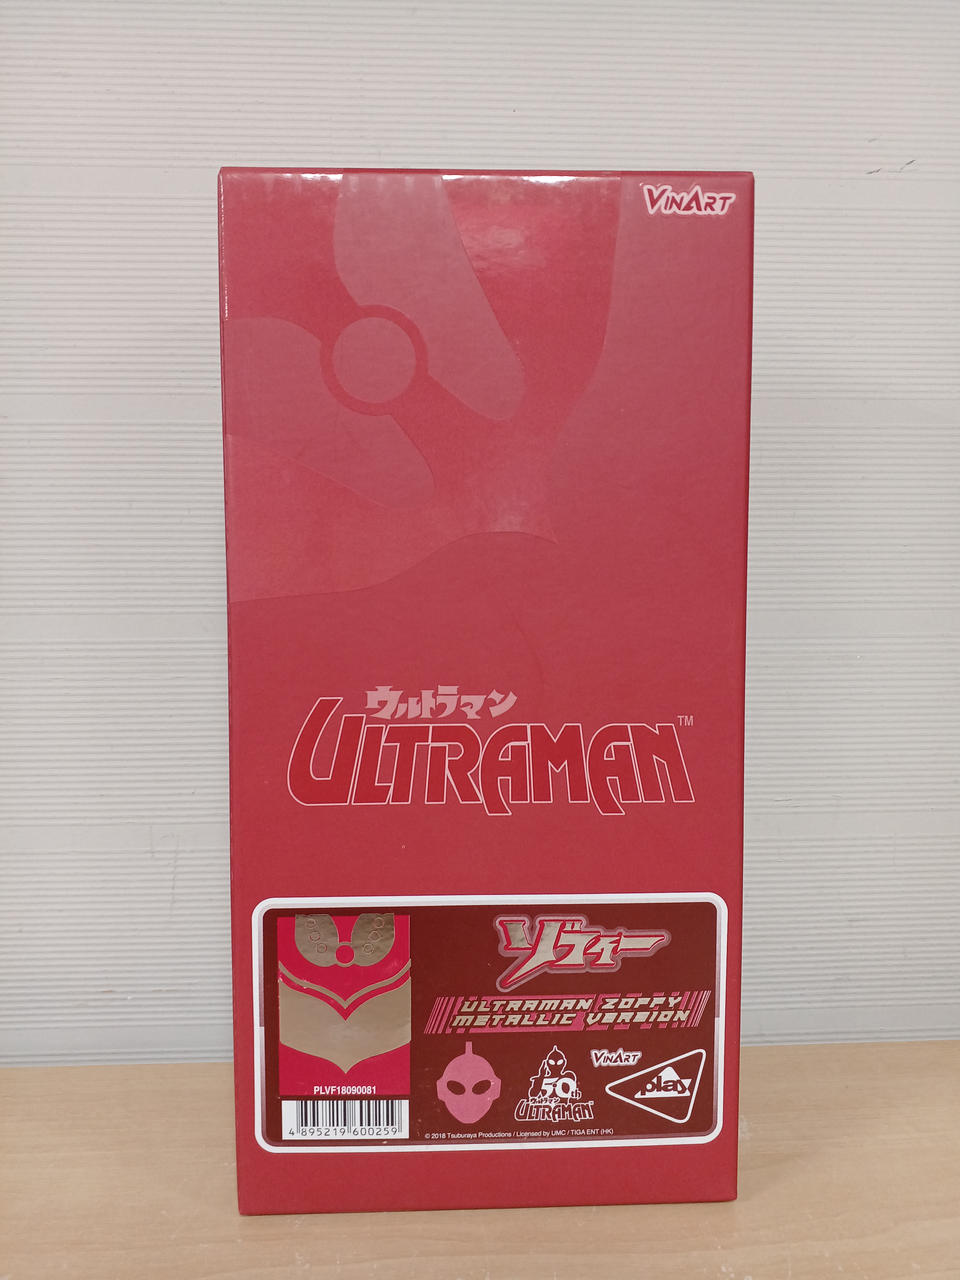 VINART
ウルトラマン
ULTRAMAN™
ゾフィー
ULTRAMAN ZOFFY
METALLIC VERSION
PLVF18090081
4 895219 600259
50th
ウルトラマン
ULTRAMAN™
VINART
play
© 2018 Tsuburaya Productions / Licensed by UMC / TIGA ENT (HK)